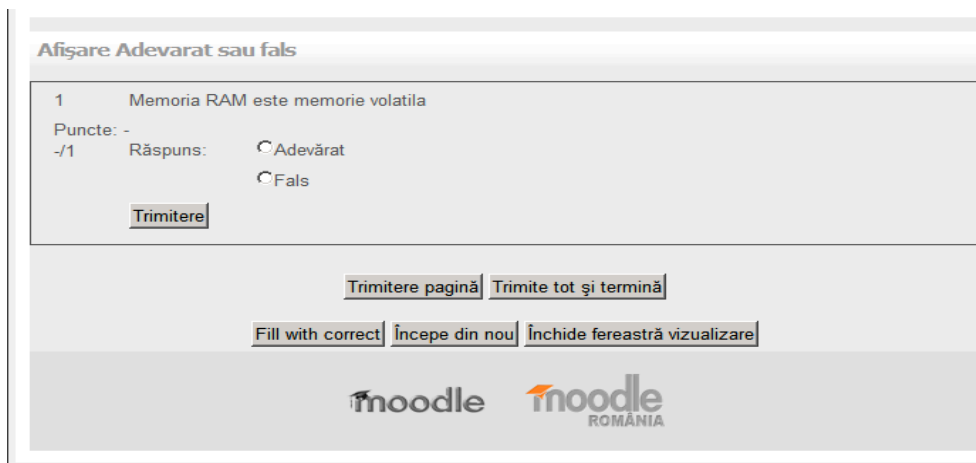 Afişare Adevarat sau fals
1 Memoria RAM este memorie volatila
Puncte: -
-/1 Răspuns: Adevărat
Fals
Trimitere
Trimitere pagină Trimite tot şi termină
Fill with correct Începe din nou Închide fereastră vizualizare
moodle moodle
ROMÂNIA